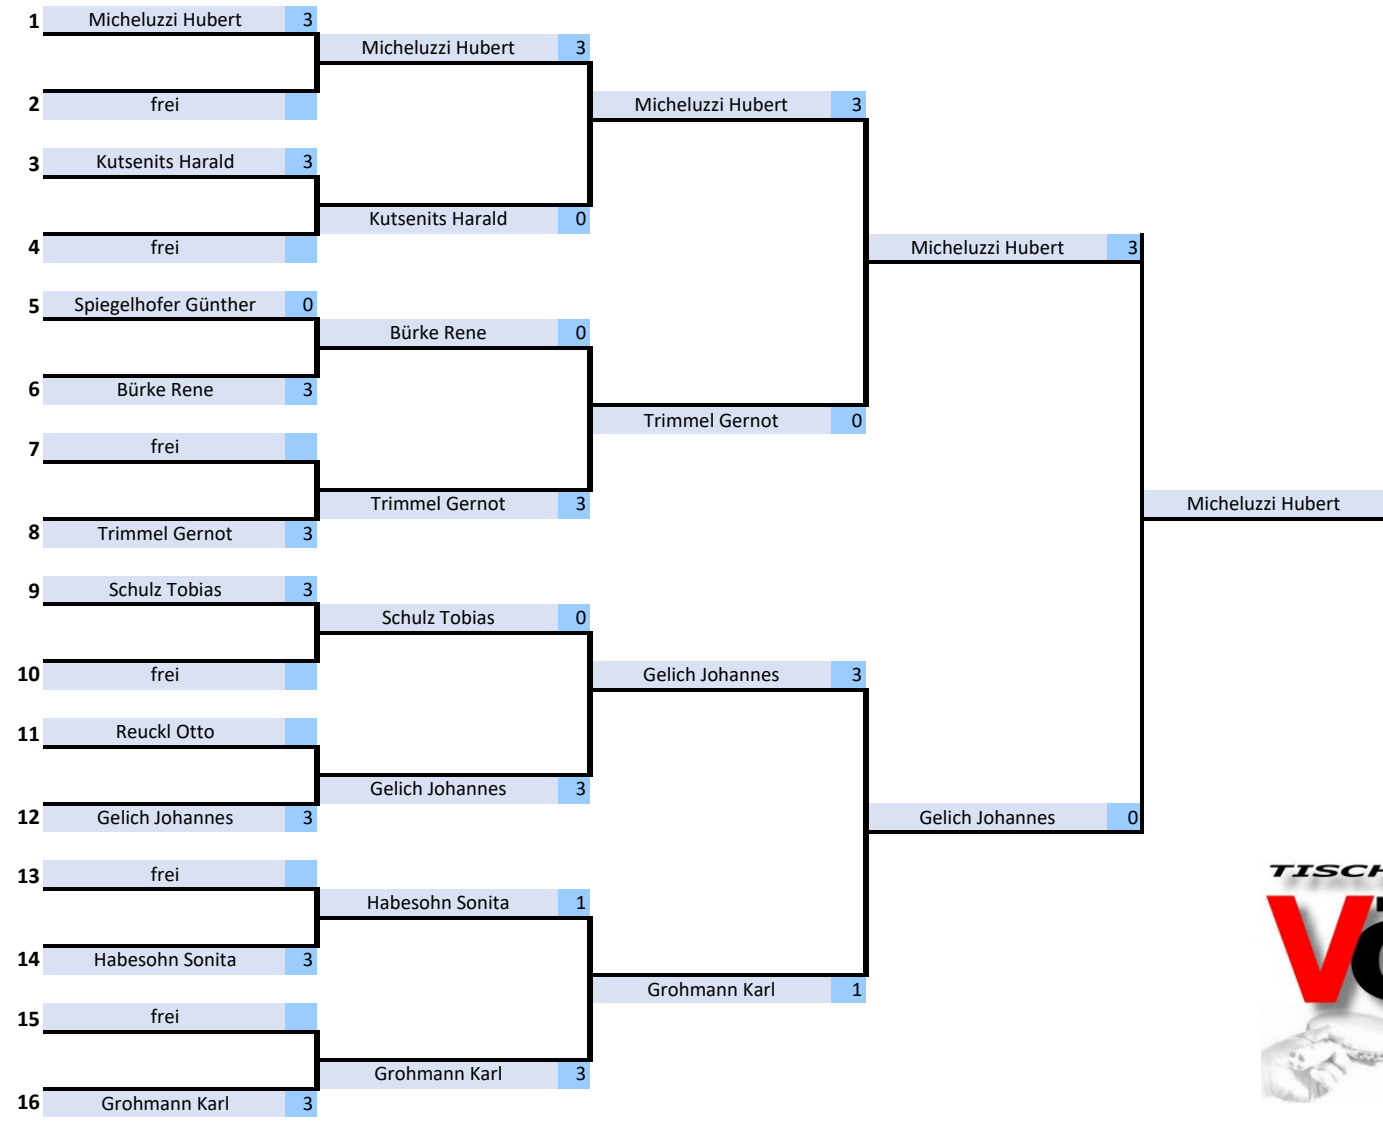 1 Micheluzzi Hubert 3
Micheluzzi Hubert 3
2 frei
Micheluzzi Hubert 3
3 Kutsenits Harald 3
Kutsenits Harald 0
4 frei
Micheluzzi Hubert 3
5 Spiegelhofer Günther 0
Bürke Rene 0
6 Bürke Rene 3
Trimmel Gernot 0
7 frei
Trimmel Gernot 3
8 Trimmel Gernot 3
Micheluzzi Hubert
9 Schulz Tobias 3
Schulz Tobias 0
10 frei
Gelich Johannes 3
11 Reuckl Otto
Gelich Johannes 3
12 Gelich Johannes 3
Gelich Johannes 0
13 frei
Habesohn Sonita 1
14 Habesohn Sonita 3
Grohmann Karl 1
15 frei
Grohmann Karl 3
16 Grohmann Karl 3
TISCH